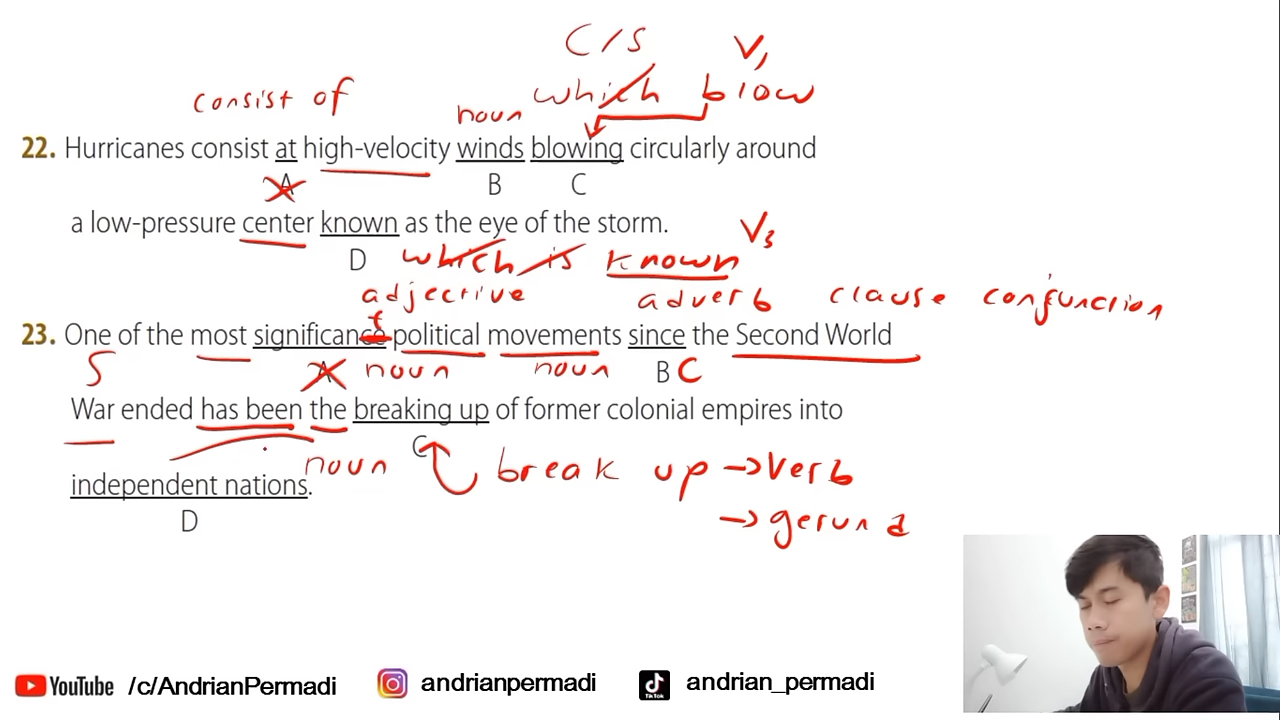 C/S V₁
consist of noun which blow
22. Hurricanes consist at high-velocity winds blowing circularly around
A B C
a low-pressure center known as the eye of the storm.
D which is known V₃
adjective adverb clause conjunction
t
23. One of the most significance political movements since the Second World
S A noun noun B C
War ended has been the breaking up of former colonial empires into
C
noun break up → verb
independent nations.
D → gerund
YouTube /c/AndrianPermadi andrianpermadi TikTok andrian_permadi